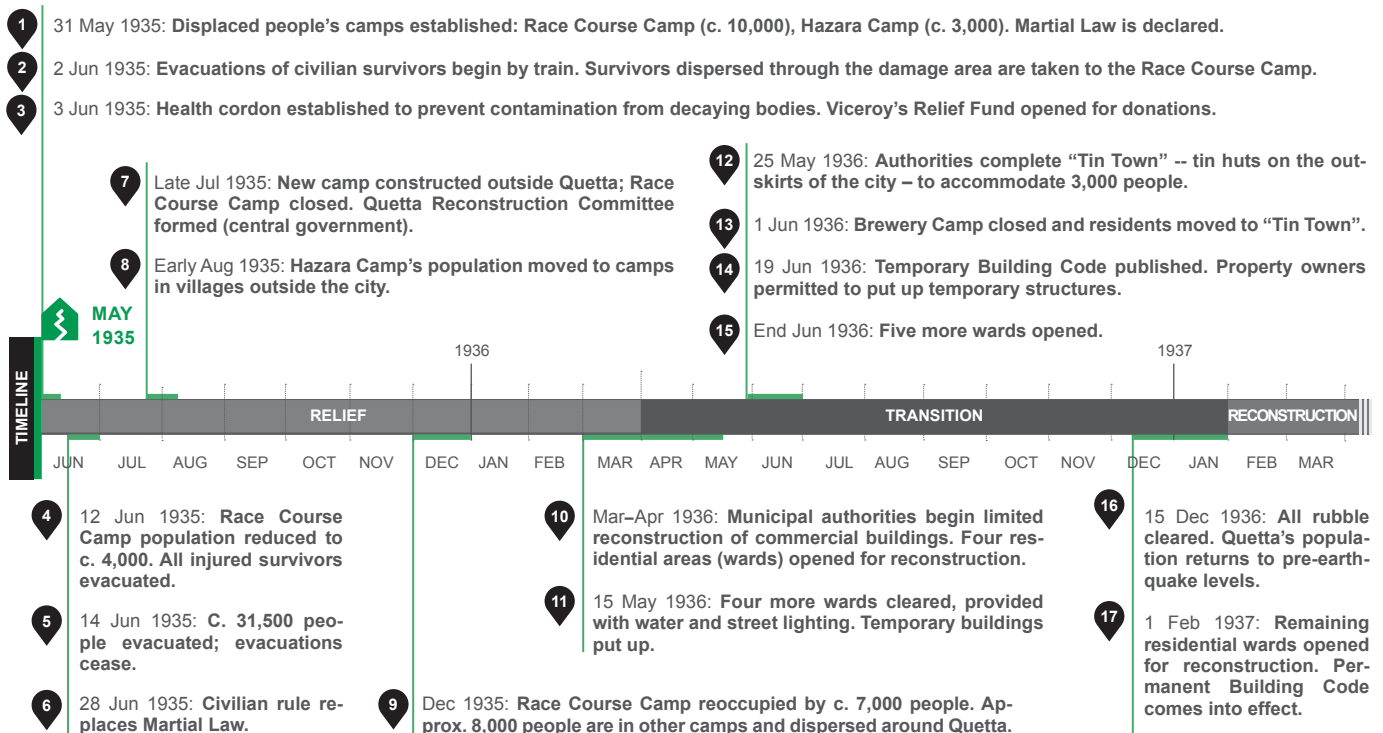 1 31 May 1935: Displaced people's camps established: Race Course Camp (c. 10,000), Hazara Camp (c. 3,000). Martial Law is declared.
2 2 Jun 1935: Evacuations of civilian survivors begin by train. Survivors dispersed through the damage area are taken to the Race Course Camp.
3 3 Jun 1935: Health cordon established to prevent contamination from decaying bodies. Viceroy's Relief Fund opened for donations.
7 Late Jul 1935: New camp constructed outside Quetta; Race
Course Camp closed. Quetta Reconstruction Committee
formed (central government).
8 Early Aug 1935: Hazara Camp's population moved to camps
in villages outside the city.
12 25 May 1936: Authorities complete "Tin Town" -- tin huts on the out-
skirts of the city – to accommodate 3,000 people.
13 1 Jun 1936: Brewery Camp closed and residents moved to "Tin Town".
14 19 Jun 1936: Temporary Building Code published. Property owners
permitted to put up temporary structures.
15 End Jun 1936: Five more wards opened.
MAY
1935
1936
1937
TIMELINE
RELIEF TRANSITION RECONSTRUCTION
JUN JUL AUG SEP OCT NOV DEC JAN FEB MAR APR MAY JUN JUL AUG SEP OCT NOV DEC JAN FEB MAR
4 12 Jun 1935: Race Course
Camp population reduced to
c. 4,000. All injured survivors
evacuated.
5 14 Jun 1935: C. 31,500 peo-
ple evacuated; evacuations
cease.
6 28 Jun 1935: Civilian rule re-
places Martial Law.
9 Dec 1935: Race Course Camp reoccupied by c. 7,000 people. Ap-
prox. 8,000 people are in other camps and dispersed around Quetta.
10 Mar–Apr 1936: Municipal authorities begin limited
reconstruction of commercial buildings. Four res-
idential areas (wards) opened for reconstruction.
11 15 May 1936: Four more wards cleared, provided
with water and street lighting. Temporary buildings
put up.
16 15 Dec 1936: All rubble
cleared. Quetta's popula-
tion returns to pre-earth-
quake levels.
17 1 Feb 1937: Remaining
residential wards opened
for reconstruction. Per-
manent Building Code
comes into effect.